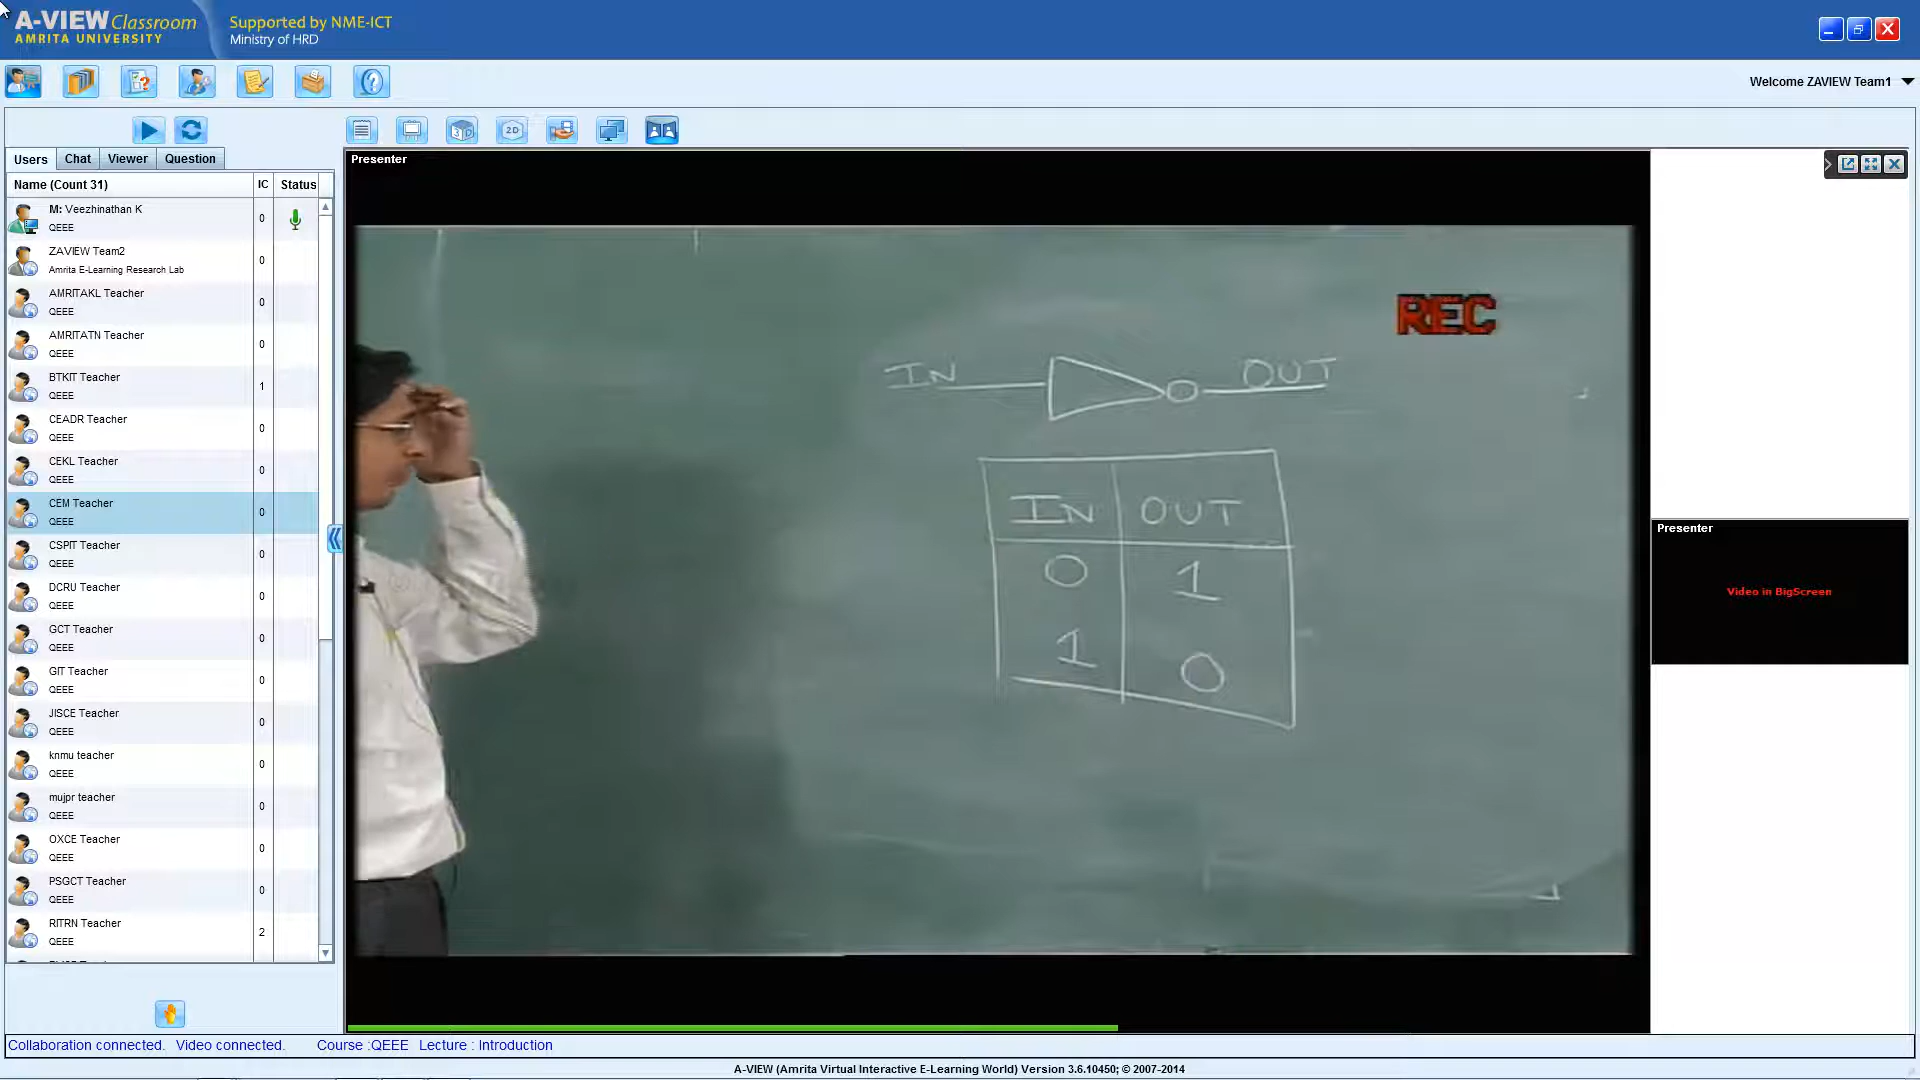 A-VIEW Classroom
AMRITA UNIVERSITY
Supported by NME-ICT
Ministry of HRD
Welcome ZAVIEW Team1
3D
2D
Users Chat Viewer Question
Name (Count 31) IC Status
M: Veezhinathan K
QEEE
0
ZAVIEW Team2
Amrita E-Learning Research Lab
0
AMRITAKL Teacher
QEEE
0
AMRITATN Teacher
QEEE
0
BTKIT Teacher
QEEE
1
CEADR Teacher
QEEE
0
CEKL Teacher
QEEE
0
CEM Teacher
QEEE
0
CSPIT Teacher
QEEE
0
DCRU Teacher
QEEE
0
GCT Teacher
QEEE
0
GIT Teacher
QEEE
0
JISCE Teacher
QEEE
0
knmu teacher
QEEE
0
mujpr teacher
QEEE
0
OXCE Teacher
QEEE
0
PSGCT Teacher
QEEE
0
RITRN Teacher
QEEE
2
Presenter
REC
IN OUT
IN OUT
0 1
1 0
Presenter
Video in BigScreen
Collaboration connected. Video connected. Course :QEEE Lecture : Introduction
A-VIEW (Amrita Virtual Interactive E-Learning World) Version 3.6.10450; © 2007-2014